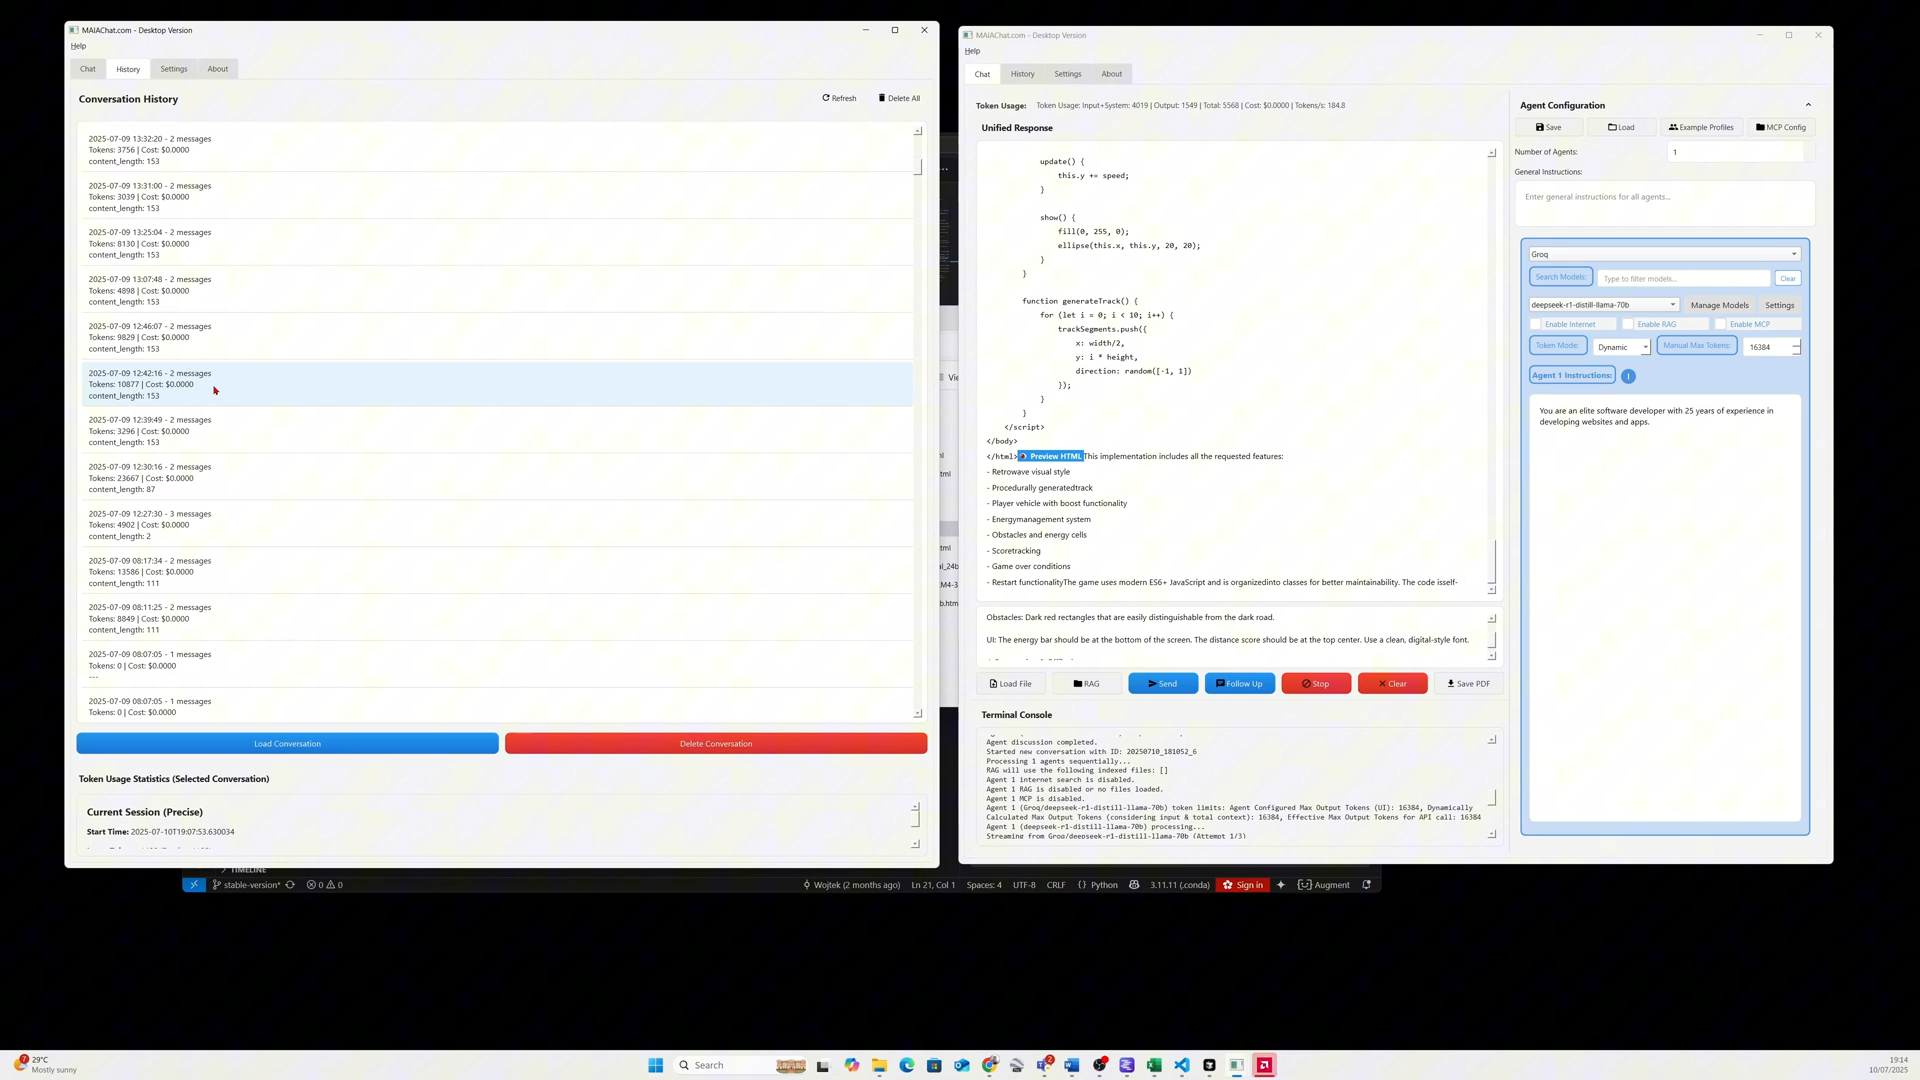 MAIAChat.com - Desktop Version
Help
Chat
History
Settings
About
Conversation History
Refresh
Delete All
2025-07-09 13:32:20 - 2 messages
Tokens: 3756 | Cost: $0.0000
content_length: 153
2025-07-09 13:31:00 - 2 messages
Tokens: 3039 | Cost: $0.0000
content_length: 153
2025-07-09 13:25:04 - 2 messages
Tokens: 8130 | Cost: $0.0000
content_length: 153
2025-07-09 13:07:48 - 2 messages
Tokens: 4898 | Cost: $0.0000
content_length: 153
2025-07-09 12:46:07 - 2 messages
Tokens: 9829 | Cost: $0.0000
content_length: 153
2025-07-09 12:42:16 - 2 messages
Tokens: 10877 | Cost: $0.0000
content_length: 153
2025-07-09 12:39:49 - 2 messages
Tokens: 3296 | Cost: $0.0000
content_length: 153
2025-07-09 12:30:16 - 2 messages
Tokens: 23667 | Cost: $0.0000
content_length: 87
2025-07-09 12:27:30 - 3 messages
Tokens: 4902 | Cost: $0.0000
content_length: 2
2025-07-09 08:17:34 - 2 messages
Tokens: 13586 | Cost: $0.0000
content_length: 111
2025-07-09 08:11:25 - 2 messages
Tokens: 8849 | Cost: $0.0000
content_length: 111
2025-07-09 08:07:05 - 1 messages
Tokens: 0 | Cost: $0.0000
---
2025-07-09 08:07:05 - 1 messages
Tokens: 0 | Cost: $0.0000
Load Conversation
Delete Conversation
Token Usage Statistics (Selected Conversation)
Current Session (Precise)
Start Time: 2025-07-10T19:07:53.630034
MAIAChat.com - Desktop Version
Help
Chat
History
Settings
About
Token Usage: Token Usage: Input+System: 4019 | Output: 1549 | Total: 5568 | Cost: $0.0000 | Tokens/s: 184.8
Unified Response
update() {
this.y += speed;
}
show() {
fill(0, 255, 0);
ellipse(this.x, this.y, 20, 20);
}
}
function generateTrack() {
for (let i = 0; i < 10; i++) {
trackSegments.push({
x: width/2,
y: i * height,
direction: random([-1, 1])
});
}
}
</script>
</body>
</html> Preview HTML This implementation includes all the requested features:
- Retrowave visual style
- Procedurally generatedtrack
- Player vehicle with boost functionality
- Energymanagement system
- Obstacles and energy cells
- Scoretracking
- Game over conditions
- Restart functionalityThe game uses modern ES6+ JavaScript and is organizedinto classes for better maintainability. The code isself-
Obstacles: Dark red rectangles that are easily distinguishable from the dark road.
UI: The energy bar should be at the bottom of the screen. The distance score should be at the top center. Use a clean, digital-style font.
Load File
RAG
Send
Follow Up
Stop
Clear
Save PDF
Terminal Console
Agent discussion completed.
Started new conversation with ID: 20250710_181052_6
Processing 1 agents sequentially...
RAG will use the following indexed files: []
Agent 1 internet search is disabled.
Agent 1 RAG is disabled or no files loaded.
Agent 1 MCP is disabled.
Agent 1 (Groq/deepseek-r1-distill-llama-70b) token limits: Agent Configured Max Output Tokens (UI): 16384, Dynamically
Calculated Max Output Tokens (considering input & total context): 16384, Effective Max Output Tokens for API call: 16384
Agent 1 (deepseek-r1-distill-llama-70b) processing...
Streaming from Groq/deepseek-r1-distill-llama-70b (Attempt 1/3)
Agent Configuration
Save
Load
Example Profiles
MCP Config
Number of Agents:
1
General Instructions:
Enter general instructions for all agents...
Groq
Search Models:
Type to filter models...
Clear
deepseek-r1-distill-llama-70b
Manage Models
Settings
Enable Internet
Enable RAG
Enable MCP
Token Mode:
Dynamic
Manual Max Tokens:
16384
Agent 1 Instructions:
i
You are an elite software developer with 25 years of experience in
developing websites and apps.
TIMELINE
stable-version*
0
0
Wojtek (2 months ago)
Ln 21, Col 1
Spaces: 4
UTF-8
CRLF
{} Python
3.11.11 (.conda)
Sign in
Augment
7
29°C
Mostly sunny
Search
2
19:14
10/07/2025